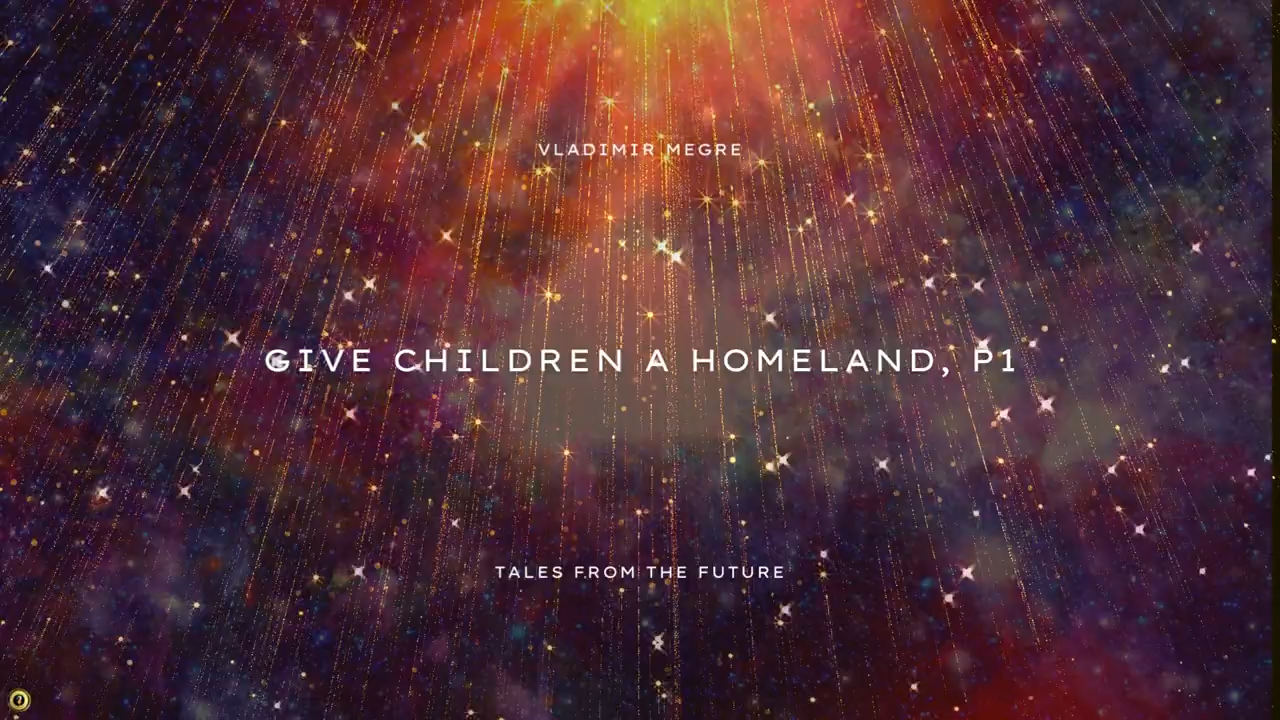 VLADIMIR MEGRE
GIVE CHILDREN A HOMELAND, P1
TALES FROM THE FUTURE